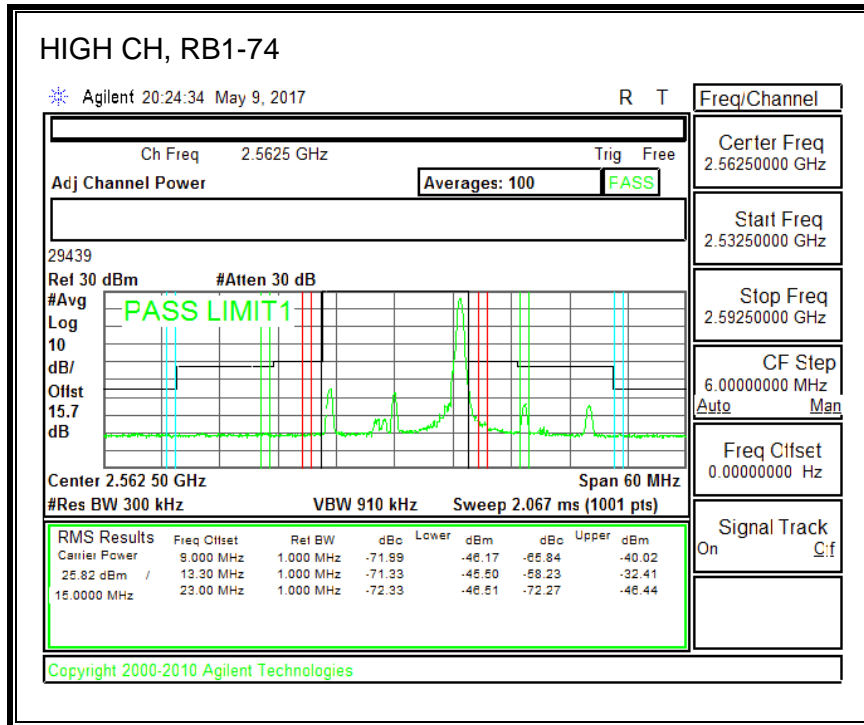 HIGH CH, RB1-74
Agilent 20:24:34 May 9, 2017 R T
Freq/Channel
Ch Freq 2.5625 GHz Trig Free
Adj Channel Power Averages: 100 PASS
Center Freq
2.56250000 GHz
Start Freq
2.53250000 GHz
Stop Freq
2.59250000 GHz
CF Step
6.00000000 MHz
Auto Man
Freq Offset
0.00000000 Hz
Signal Track
On Off
29439
Ref 30 dBm #Atten 30 dB
#Avg
Log
10
dB/
Offst
15.7
dB
PASS LIMIT1
Center 2.562 50 GHz Span 60 MHz
#Res BW 300 kHz VBW 910 kHz Sweep 2.067 ms (1001 pts)
RMS Results Freq Offset Ref BW dBc Lower dBm dBc Upper dBm
Carrier Power 9.000 MHz 1.000 MHz -71.99 -46.17 -65.84 -40.02
25.82 dBm / 13.30 MHz 1.000 MHz -71.33 -45.50 -58.23 -32.41
15.0000 MHz 23.00 MHz 1.000 MHz -72.33 -46.51 -72.27 -46.44
Copyright 2000-2010 Agilent Technologies